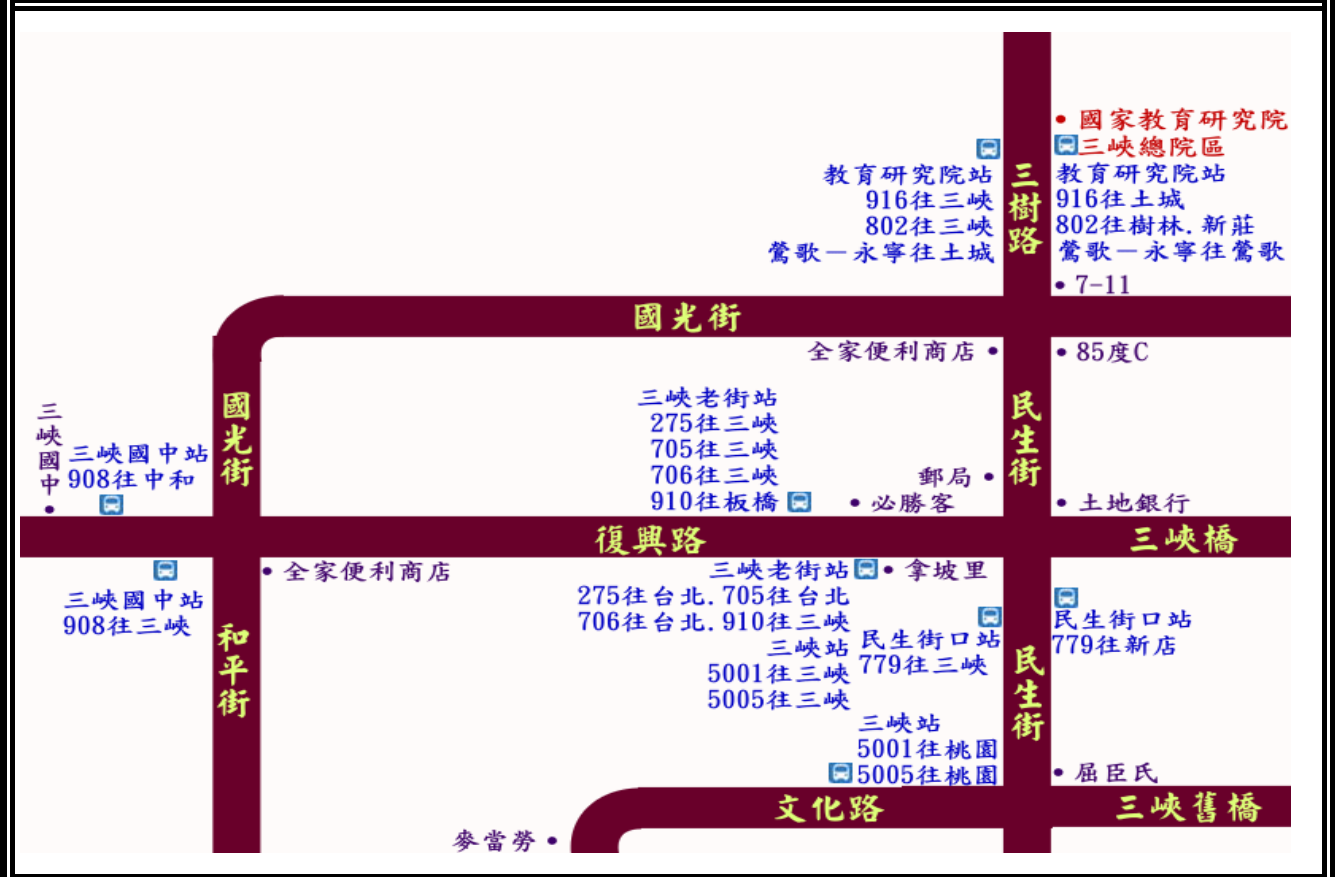 • 國家教育研究院
三峽總院區
教育研究院站
916往三峽
802往三峽
鶯歌－永寧往土城
三樹路
教育研究院站
916往土城
802往樹林.新莊
鶯歌－永寧往鶯歌
• 7-11
國光街
全家便利商店 •
• 85度C
三峽國中 •
三峽國中站
908往中和
國光街
三峽老街站
275往三峽
705往三峽
706往三峽
910往板橋
郵局 •
• 必勝客
民生街
• 土地銀行
復興路
三峽橋
三峽國中站
908往三峽
和平街
• 全家便利商店
三峽老街站
275往台北.705往台北
706往台北.910往三峽
三峽站
5001往三峽
5005往三峽
• 拿坡里
民生街口站
779往三峽
三峽站
5001往桃園
5005往桃園
民生街
民生街口站
779往新店
• 屈臣氏
文化路
三峽舊橋
麥當勞 •